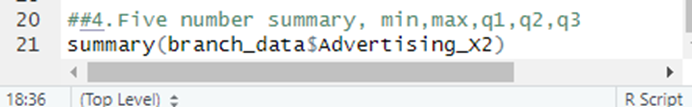 20 ##4.Five number summary, min,max,q1,q2,q3
21 summary(branch_data$Advertising_X2)
18:36 (Top Level) R Script